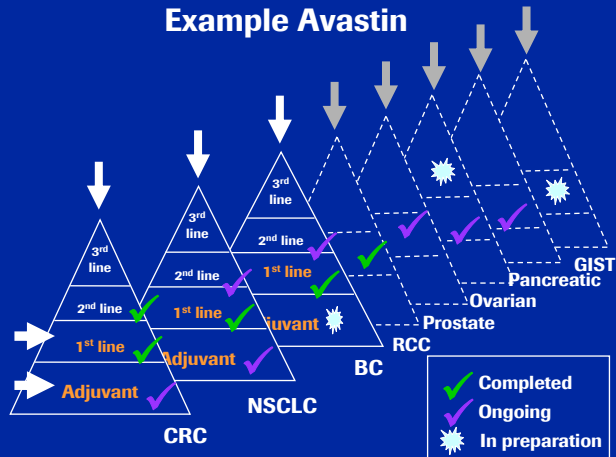 Example Avastin
3rd
line
2nd line
1st line
Adjuvant
CRC
3rd
line
2nd line
1st line
Adjuvant
NSCLC
3rd
line
2nd line
1st line
juvant
BC
RCC
Prostate
Ovarian
Pancreatic
GIST
Completed
Ongoing
In preparation